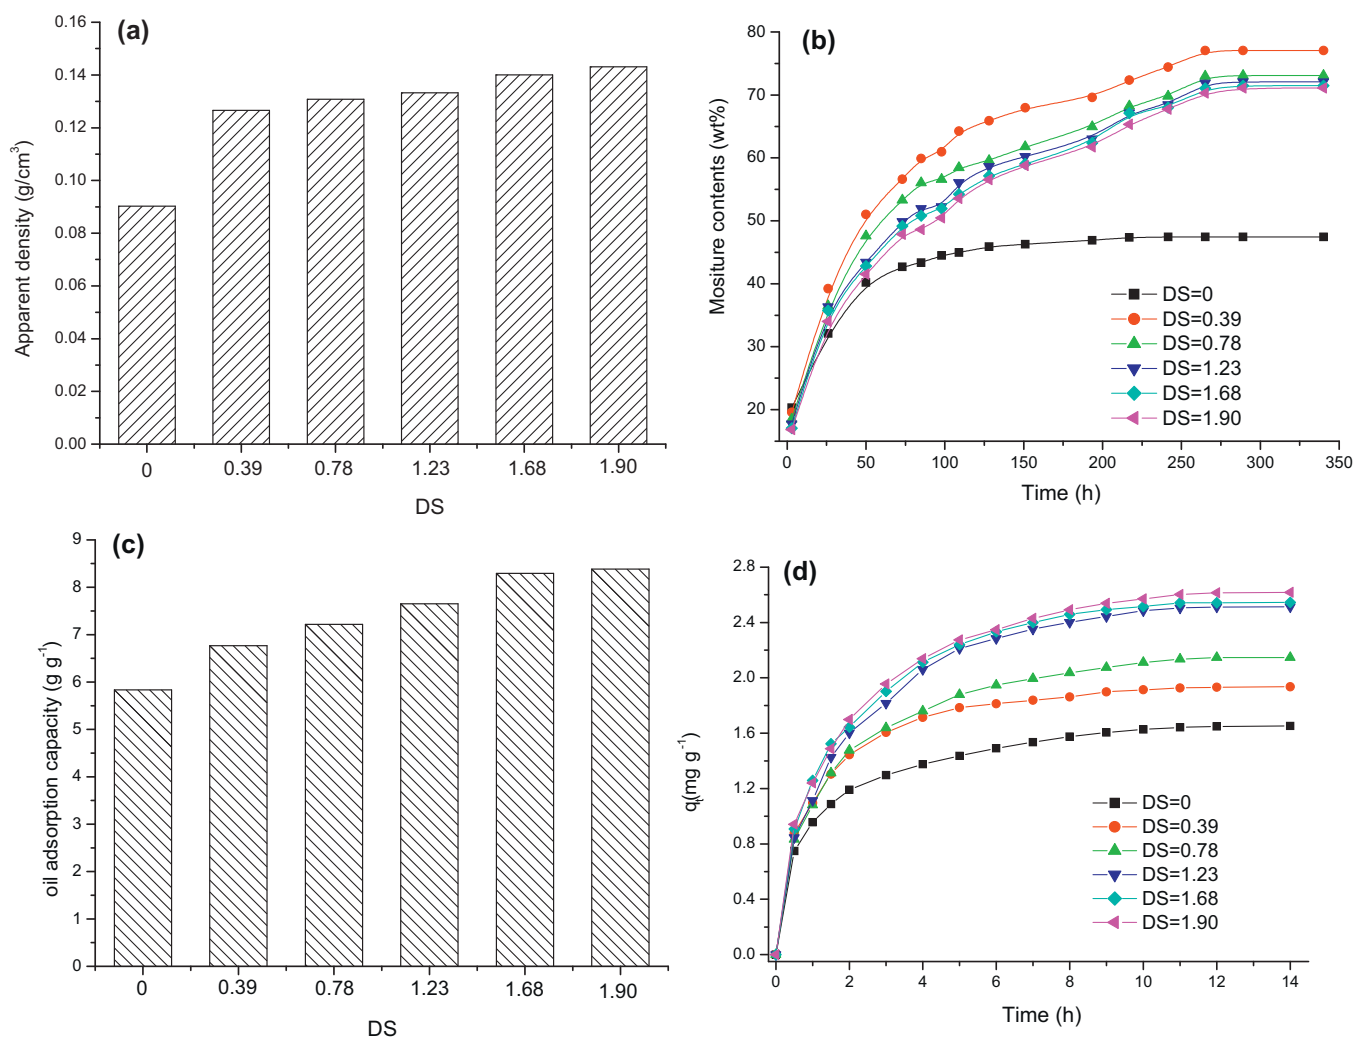 (a)
0.16
0.14
0.12
0.10
0.08
0.06
0.04
0.02
0.00
Apparent density (g/cm³)
0 0.39 0.78 1.23 1.68 1.90
DS
(b)
80
70
60
50
40
30
20
Mositure contents (wt%)
DS=0
DS=0.39
DS=0.78
DS=1.23
DS=1.68
DS=1.90
0 50 100 150 200 250 300 350
Time (h)
(c)
9
8
7
6
5
4
3
2
1
0
oil adsorption capacity (g g⁻¹)
0 0.39 0.78 1.23 1.68 1.90
DS
(d)
2.8
2.4
2.0
1.6
1.2
0.8
0.4
0.0
qₜ(mg g⁻¹)
DS=0
DS=0.39
DS=0.78
DS=1.23
DS=1.68
DS=1.90
0 2 4 6 8 10 12 14
Time (h)